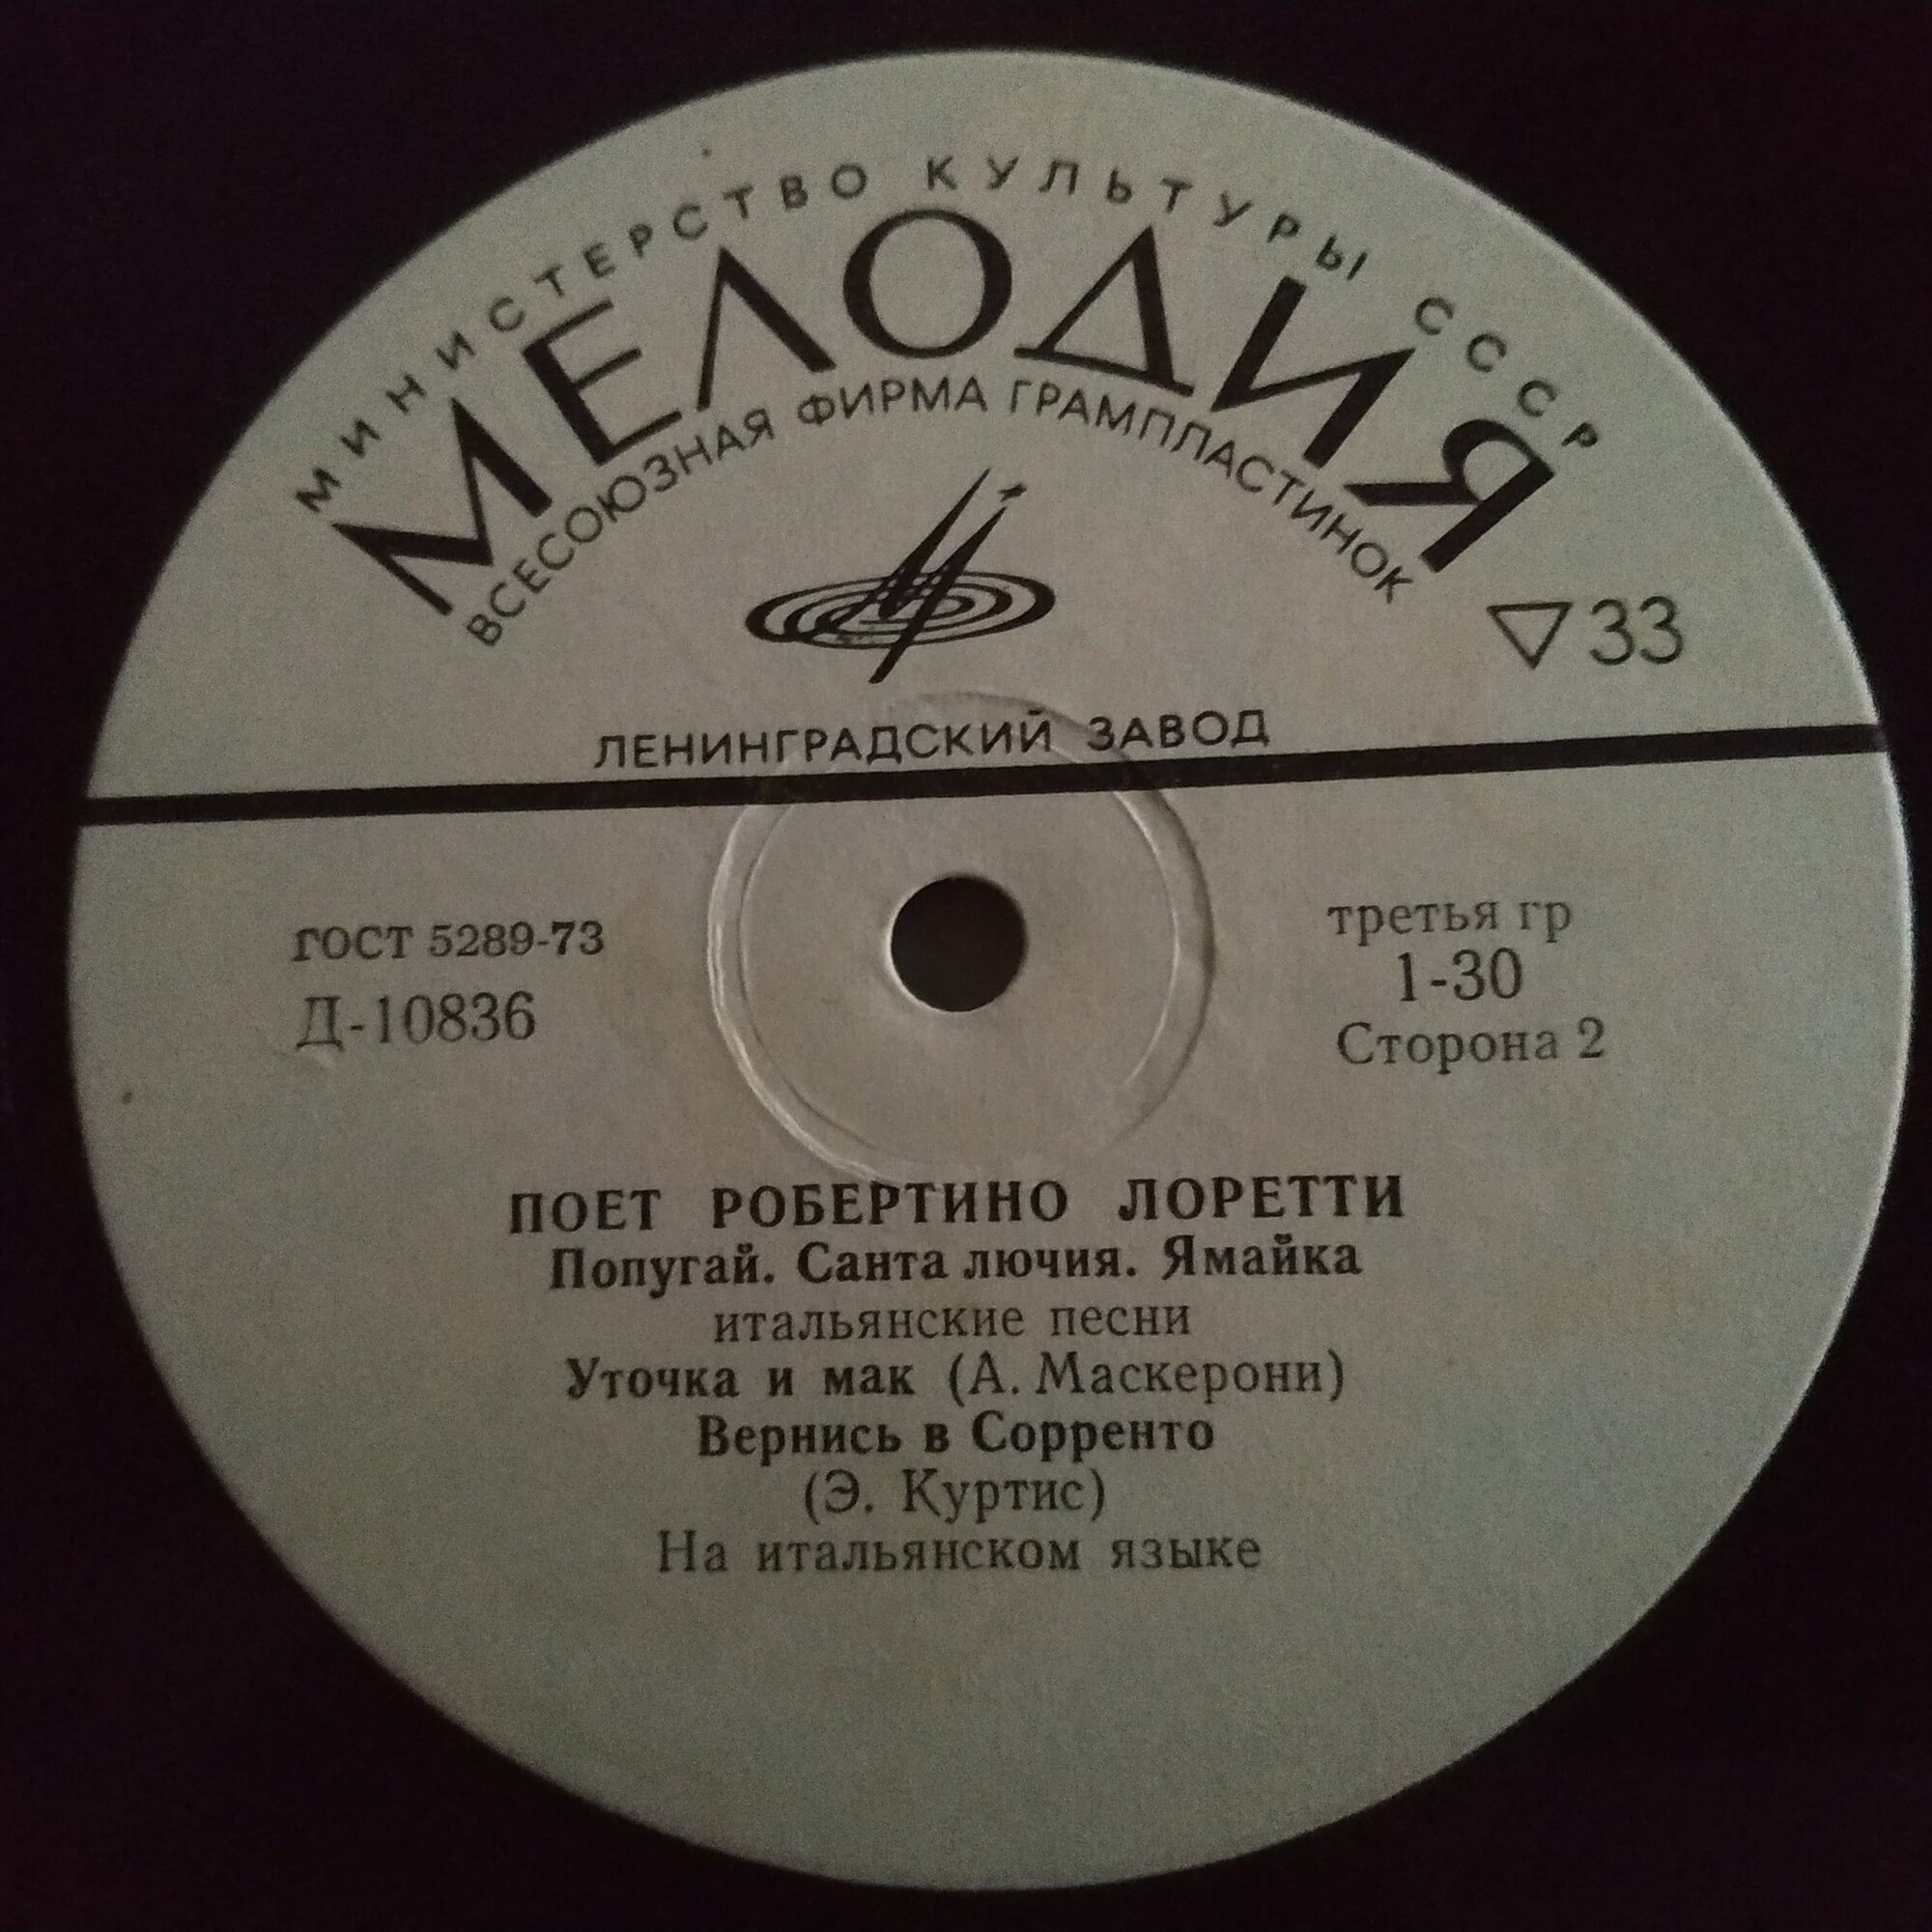 МИНИСТЕРСТВО КУЛЬТУРЫ СССР
МЕЛОДИЯ
ВСЕСОЮЗНАЯ ФИРМА ГРАМПЛАСТИНОК
33
ЛЕНИНГРАДСКИЙ ЗАВОД
ГОСТ 5289-73
Д-10836
третья гр
1-30
Сторона 2
ПОЕТ РОБЕРТИНО ЛОРЕТТИ
Попугай. Санта лючия. Ямайка
итальянские песни
Уточка и мак (А. Маскерони)
Вернись в Сорренто
(Э. Куртис)
На итальянском языке